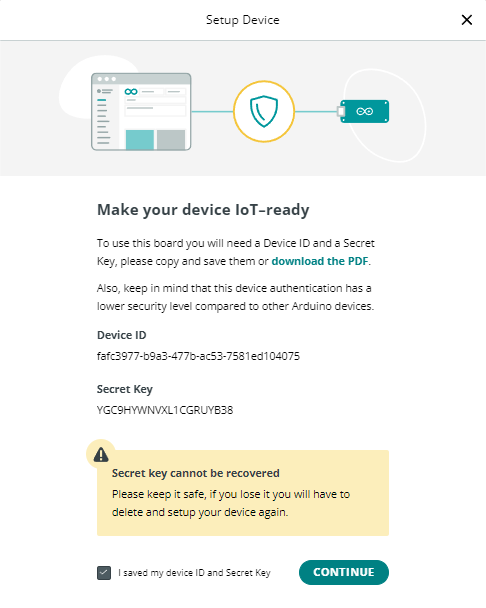 Setup Device
Make your device IoT–ready
To use this board you will need a Device ID and a Secret
Key, please copy and save them or download the PDF.
Also, keep in mind that this device authentication has a
lower security level compared to other Arduino devices.
Device ID
fafc3977-b9a3-477b-ac53-7581ed104075
Secret Key
YGC9HYWNVXL1CGRUYB38
Secret key cannot be recovered
Please keep it safe, if you lose it you will have to
delete and setup your device again.
I saved my device ID and Secret Key
CONTINUE